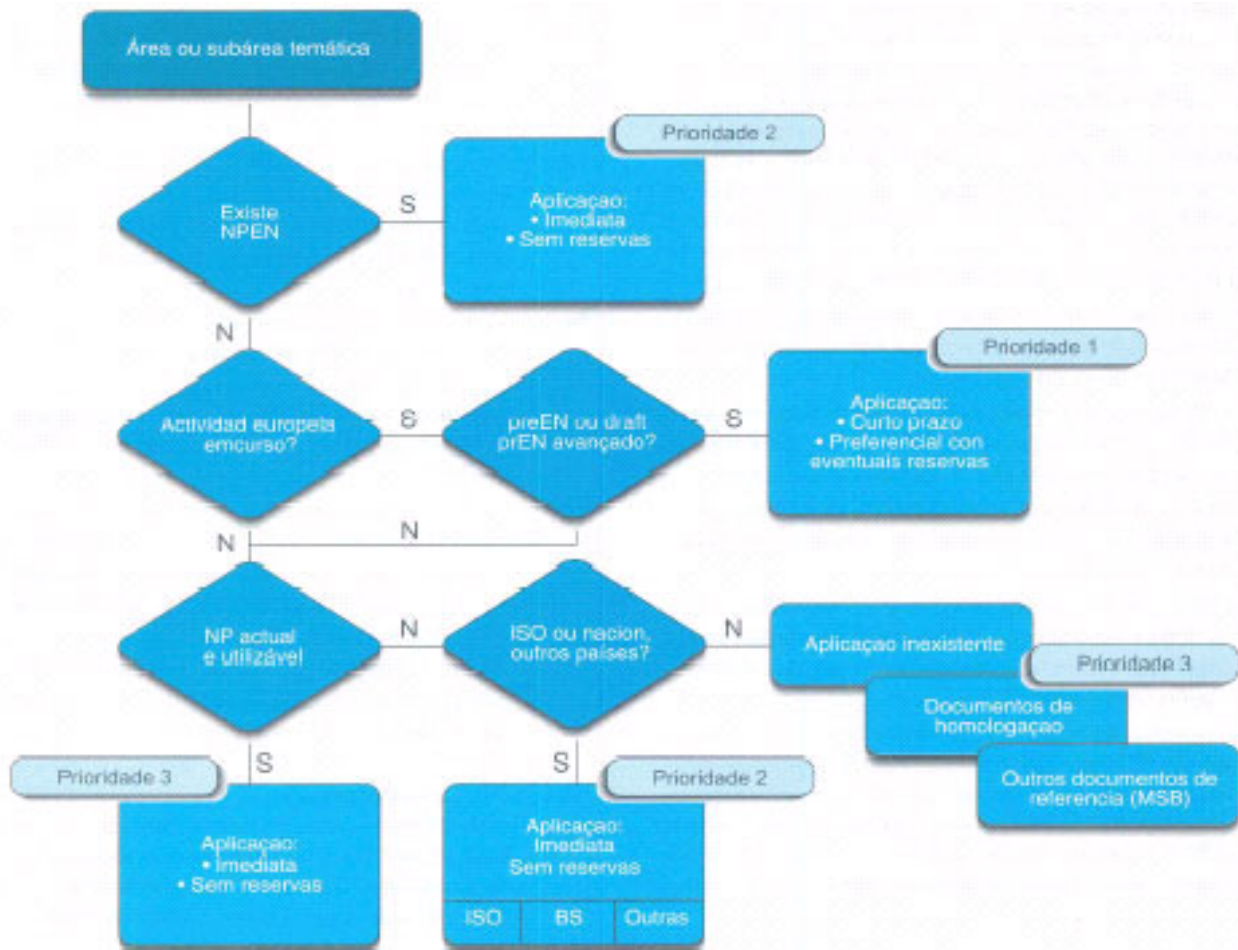 Área ou subárea temática
Prioridade 2
Existe
NPEN
S
Aplicaçao:
• Imediata
• Sem reservas
N
Prioridade 1
Actividad europeta
emcurso?
S
preEN ou draft
prEN avançado?
S
Aplicaçao:
• Curto prazo
• Preferencial con
eventuais reservas
N
N
NP actual
e utilizável
N
ISO ou nacion,
outros países?
N
Aplicaçao inexistente
Prioridade 3
Documentos de
homologaçao
Outros documentos de
referencia (MSB)
S
Prioridade 3
Aplicaçao:
• Imediata
• Sem reservas
S
Prioridade 2
Aplicaçao:
Imediata
Sem reservas
ISO BS Outras